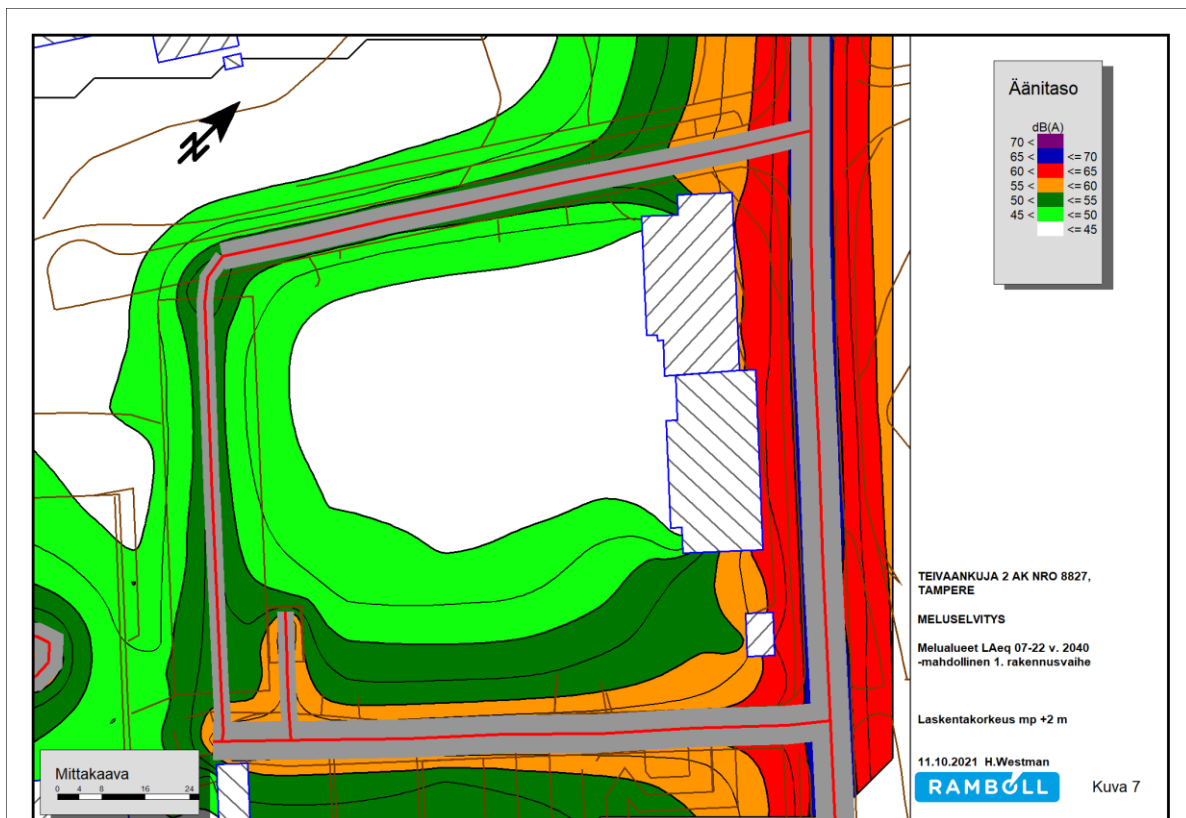 N
Äänitaso
dB(A)
70 <
65 < <= 70
60 < <= 65
55 < <= 60
50 < <= 55
45 < <= 50
<= 45
TEIVAANKUJA 2 AK NRO 8827,
TAMPERE
MELUSELVITYS
Melualueet LAeq 07-22 v. 2040
-mahdollinen 1. rakennusvaihe
Laskentakorkeus mp +2 m
11.10.2021 H.Westman
RAMBOLL
Kuva 7
Mittakaava
0 4 8 16 24